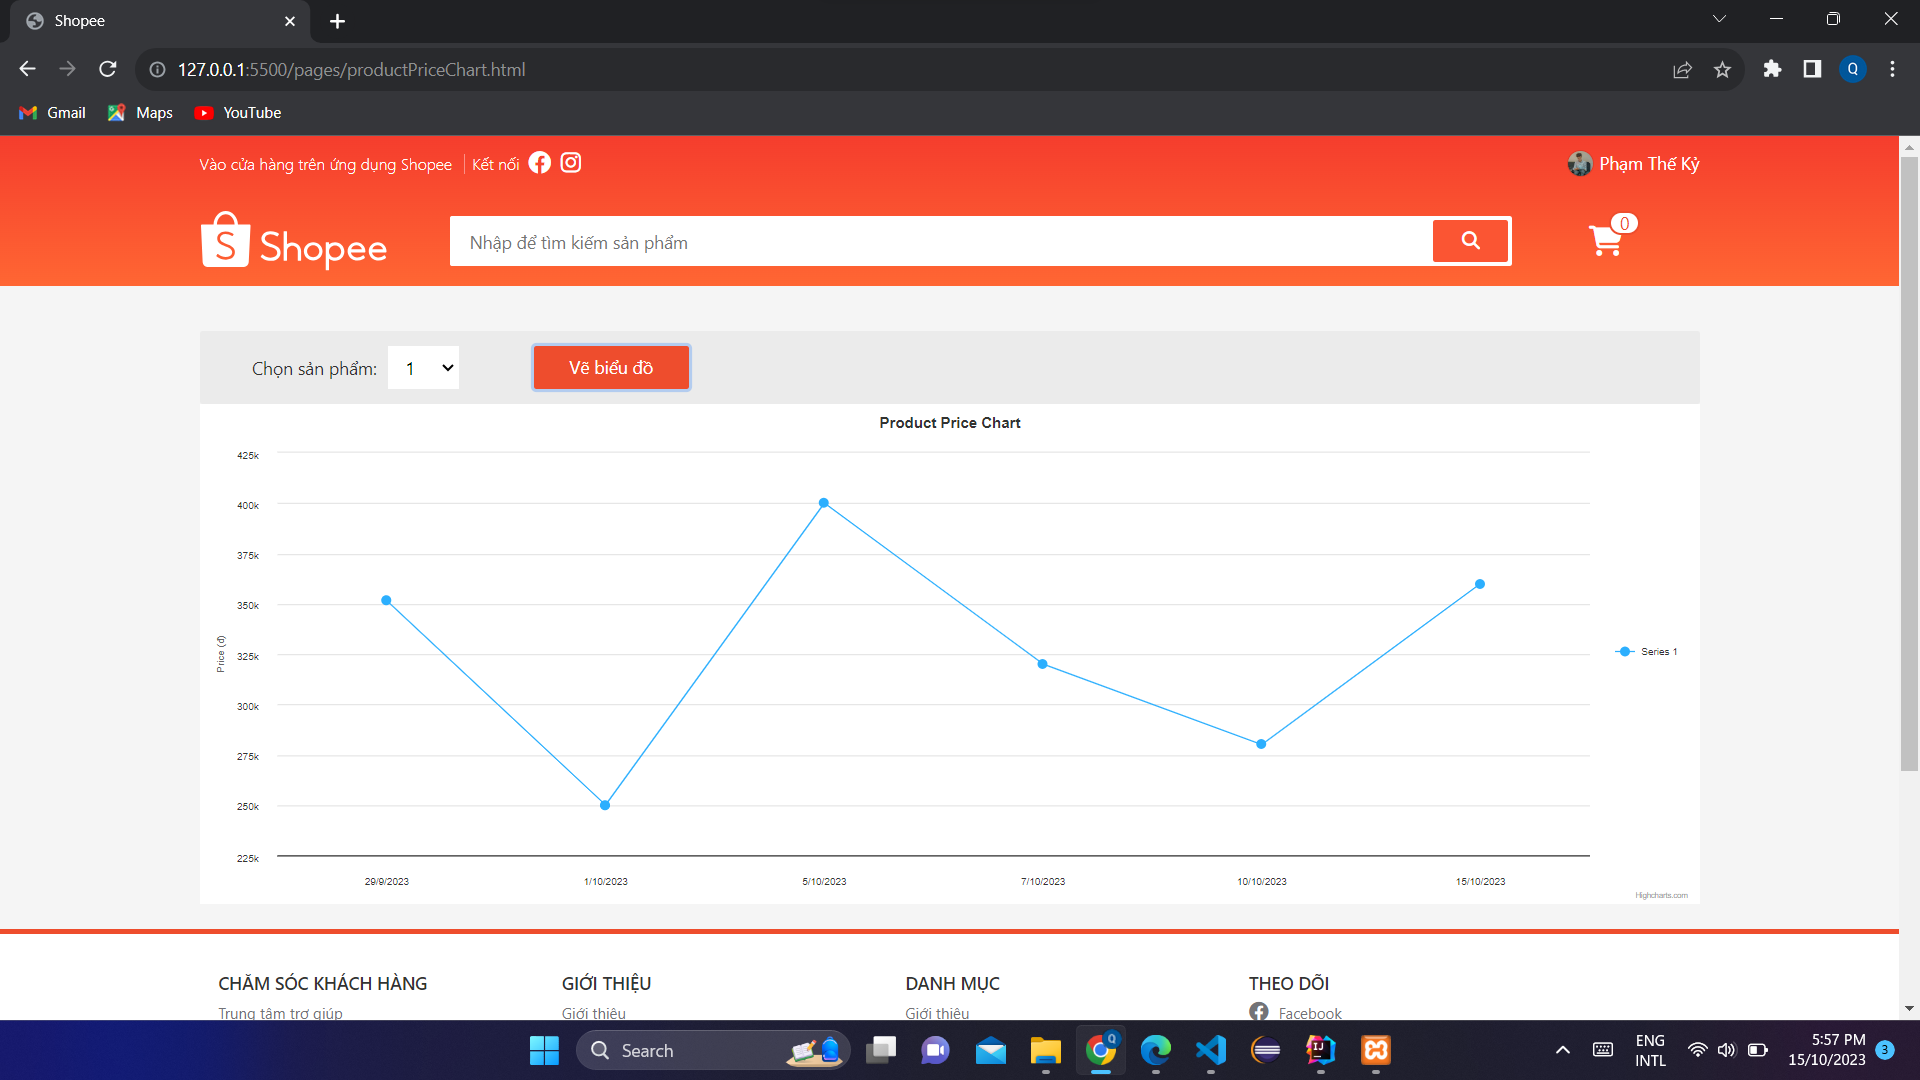 Shopee
127.0.0.1:5500/pages/productPriceChart.html
Q
Gmail
Maps
YouTube
Vào cửa hàng trên ứng dụng Shopee
Kết nối
Phạm Thế Kỷ
S Shopee
Nhập để tìm kiếm sản phẩm
0
Chọn sản phẩm:
1
Vẽ biểu đồ
Product Price Chart
425k
400k
375k
350k
325k
300k
275k
250k
225k
Price (đ)
Series 1
29/9/2023
1/10/2023
5/10/2023
7/10/2023
10/10/2023
15/10/2023
Highcharts.com
CHĂM SÓC KHÁCH HÀNG
GIỚI THIỆU
DANH MỤC
THEO DÕI
Trung tâm trợ giúp
Giới thiệu
Giới thiệu
Facebook
Search
Q
IJ
ENG
INTL
5:57 PM
15/10/2023
3